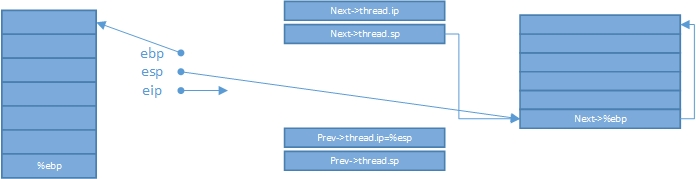 Next->thread.ip
Next->thread.sp
ebp
esp
eip
Next->%ebp
Prev->thread.ip=%esp
Prev->thread.sp
%ebp